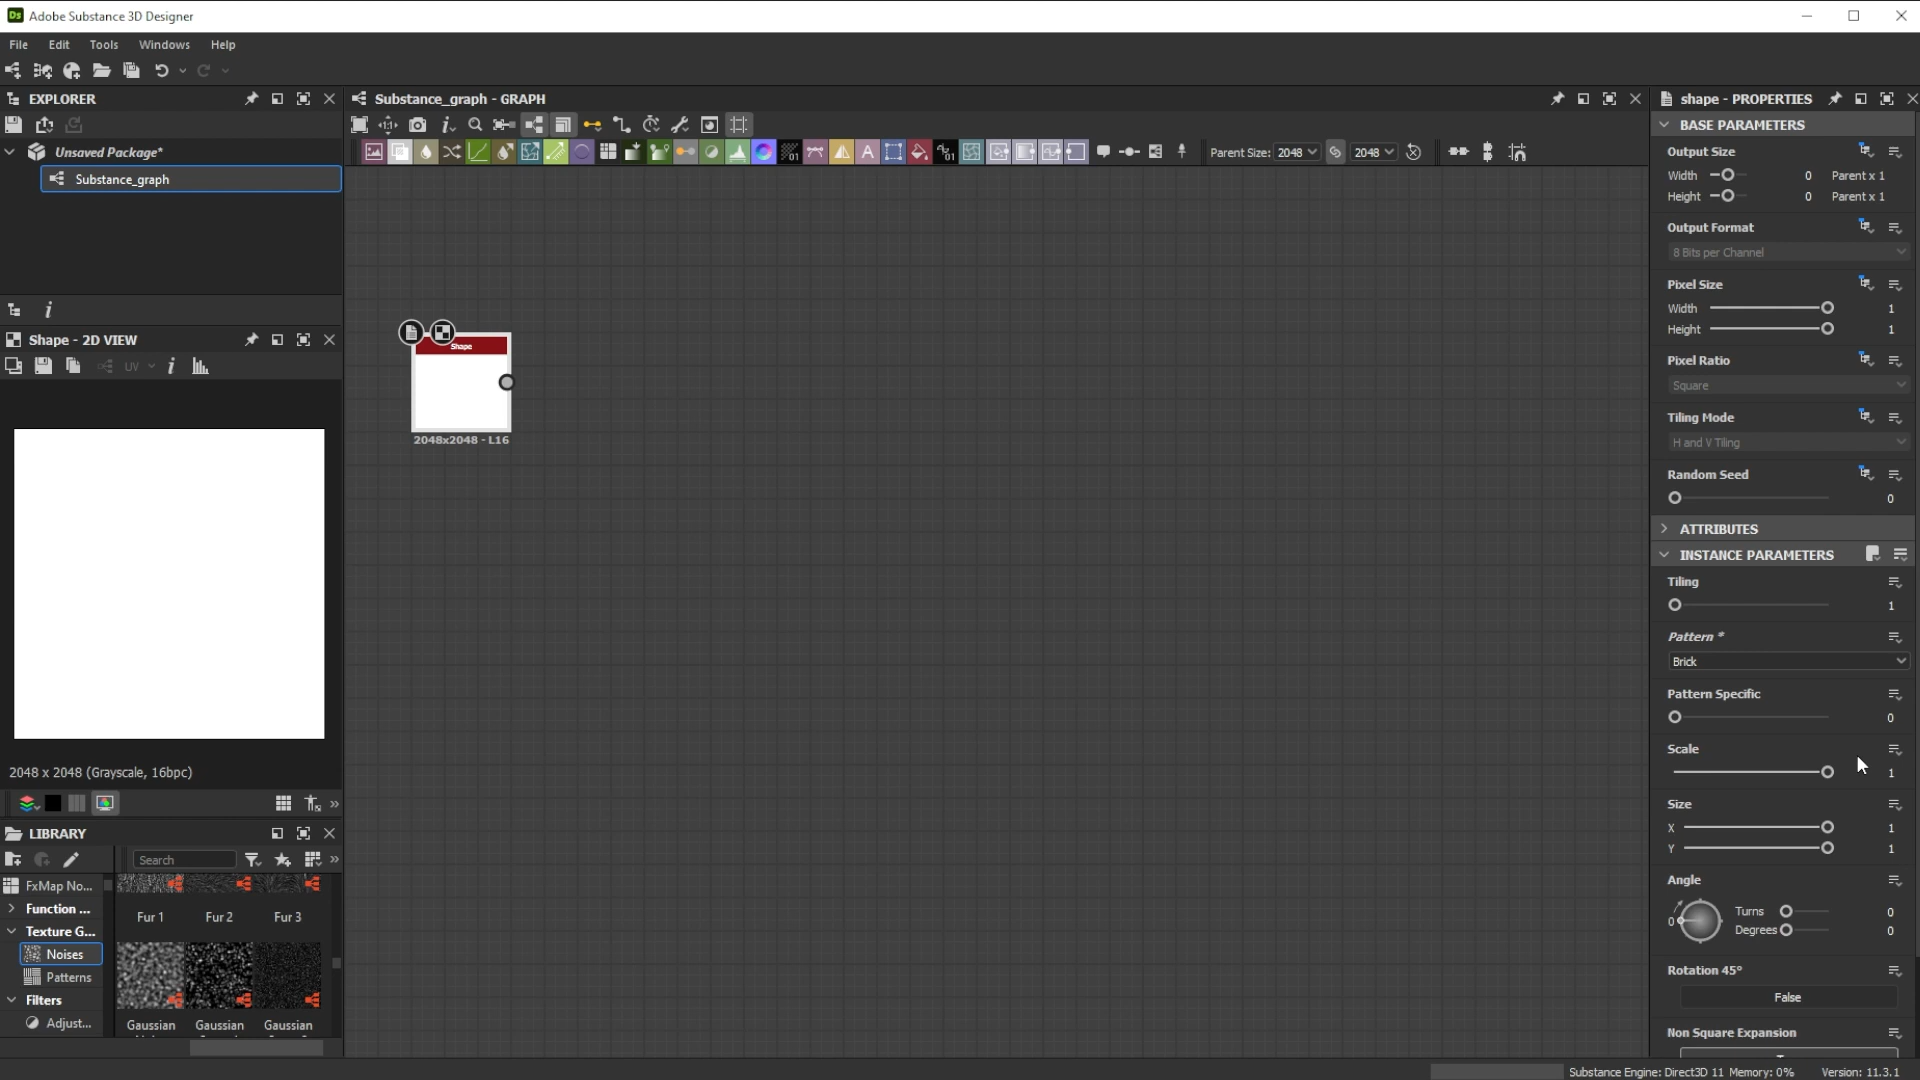 Ds Adobe Substance 3D Designer
File Edit Tools Windows Help
EXPLORER
Unsaved Package*
Substance_graph
Shape - 2D VIEW
UV
2048 x 2048 (Grayscale, 16bpc)
LIBRARY
Search
FxMap No...
Function ...
Texture G...
Noises
Patterns
Filters
Adjust...
Fur 1 Fur 2 Fur 3
Gaussian Gaussian Gaussian
Substance_graph - GRAPH
Parent Size: 2048 2048
Shape
2048x2048 - L16
shape - PROPERTIES
BASE PARAMETERS
Output Size
Width 0 Parent x 1
Height 0 Parent x 1
Output Format
8 Bits per Channel
Pixel Size
Width 1
Height 1
Pixel Ratio
Square
Tiling Mode
H and V Tiling
Random Seed
0
ATTRIBUTES
INSTANCE PARAMETERS
Tiling
1
Pattern *
Brick
Pattern Specific
0
Scale
1
Size
X 1
Y 1
Angle
0 Turns 0
Degrees 0
Rotation 45°
False
Non Square Expansion
Substance Engine: Direct3D 11 Memory: 0% Version: 11.3.1